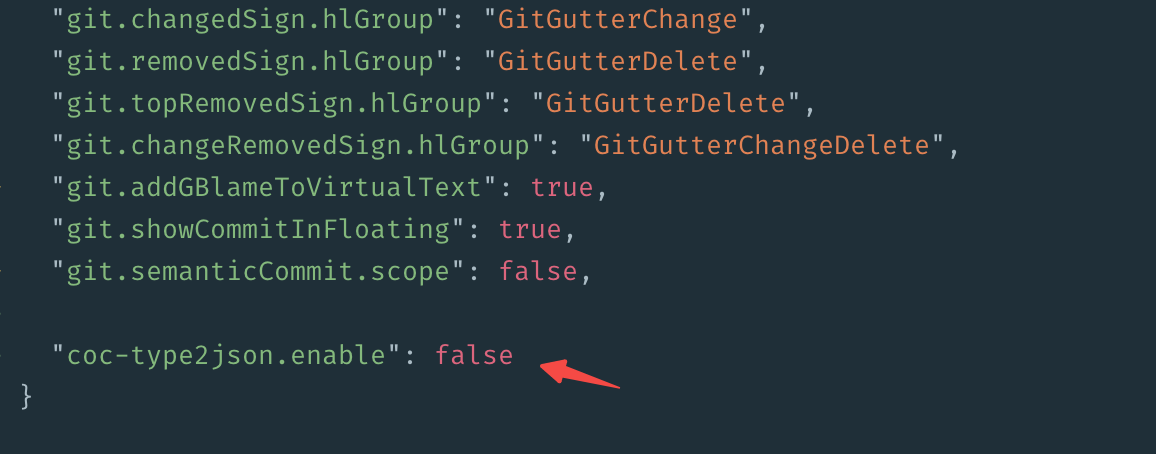 "git.changedSign.hlGroup": "GitGutterChange",
"git.removedSign.hlGroup": "GitGutterDelete",
"git.topRemovedSign.hlGroup": "GitGutterDelete",
"git.changeRemovedSign.hlGroup": "GitGutterChangeDelete",
"git.addGBlameToVirtualText": true,
"git.showCommitInFloating": true,
"git.semanticCommit.scope": false,
"coc-type2json.enable": false
}